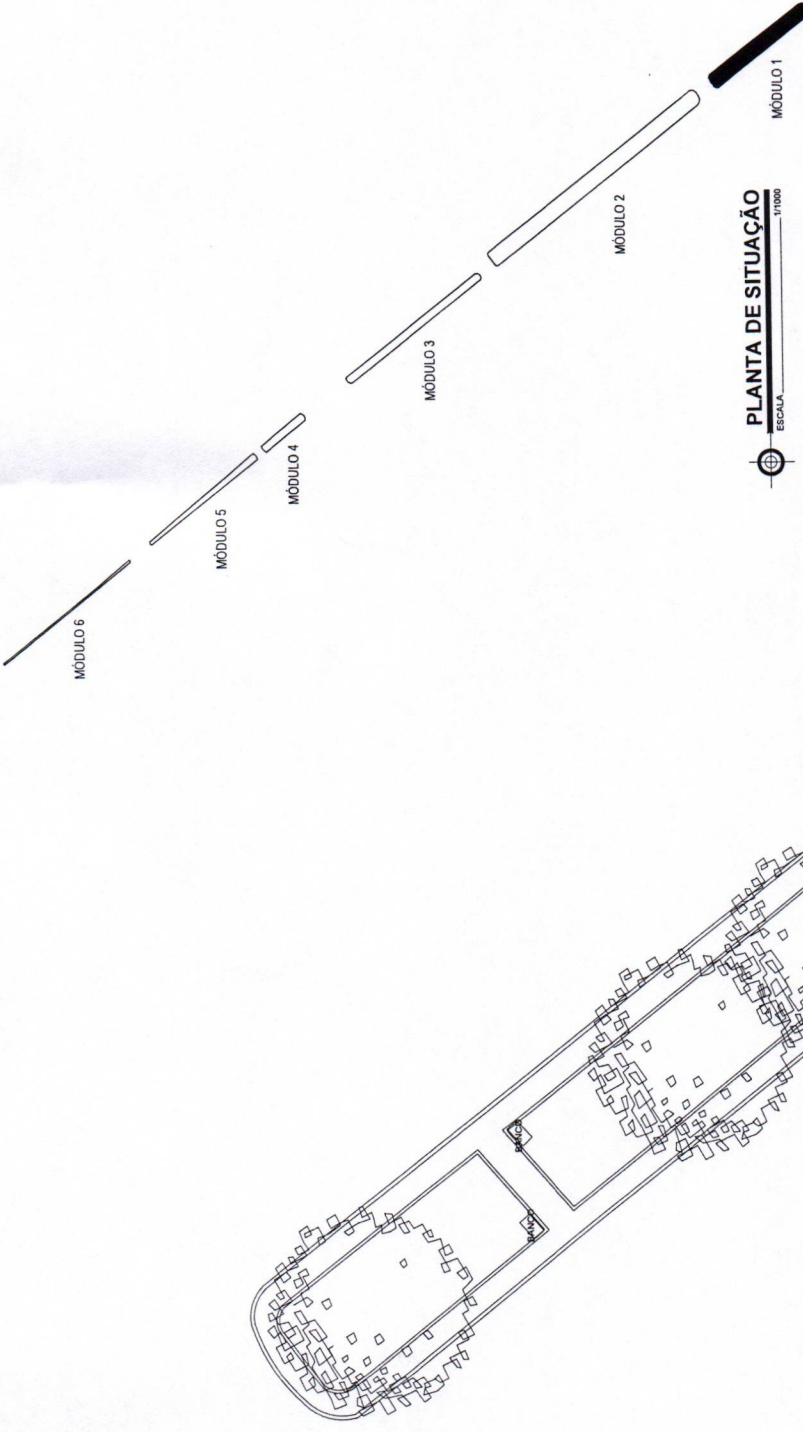 MÓDULO 1
MÓDULO 2
MÓDULO 3
MÓDULO 4
MÓDULO 5
MÓDULO 6
PLANTA DE SITUAÇÃO
ESCALA 1/1000
BANCO
BANCO